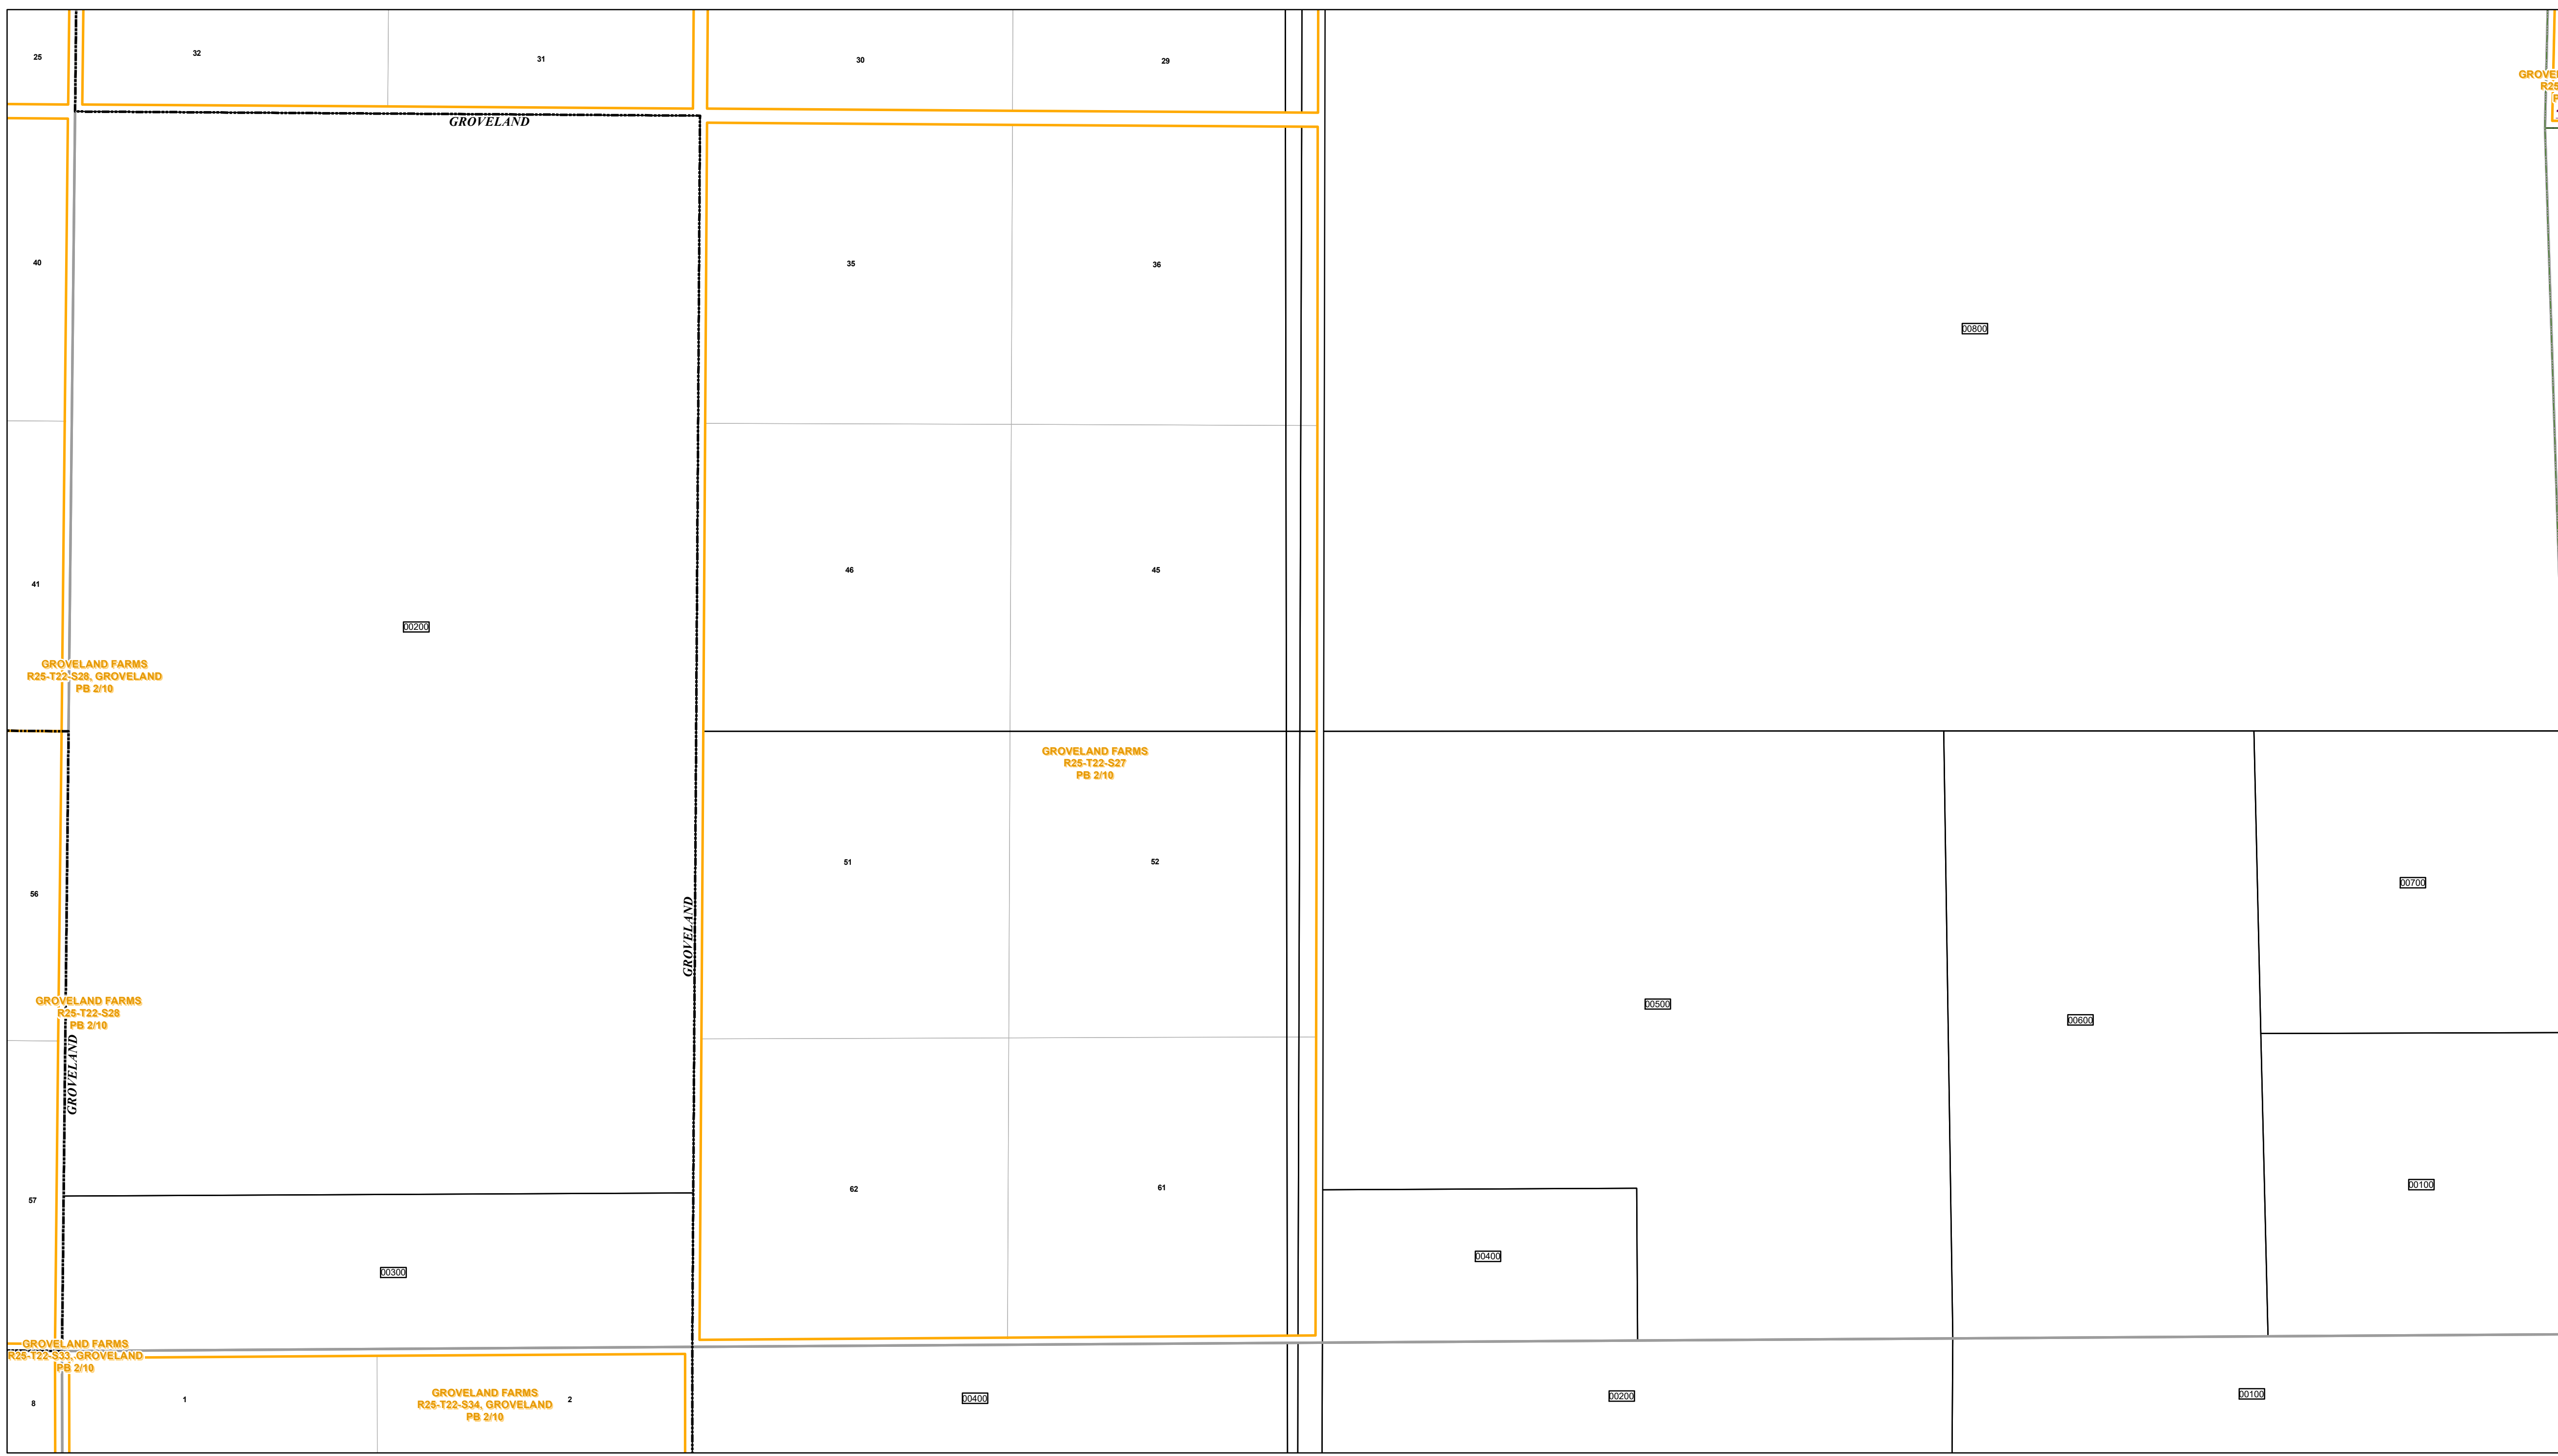 25
32
31
30
29
GROVE
R25
P
GROVELAND
40
35
36
00800
41
46
45
00200
GROVELAND FARMS
R25-T22-S28, GROVELAND
PB 2/10
GROVELAND FARMS
R25-T22-S27
PB 2/10
56
51
52
00700
GROVELAND
GROVELAND FARMS
R25-T22-S28
PB 2/10
00500
00600
GROVELAND
57
62
61
00100
00400
00300
GROVELAND FARMS
R25-T22-S33, GROVELAND
PB 2/10
8
1
GROVELAND FARMS
R25-T22-S34, GROVELAND
PB 2/10
2
00400
00200
00100